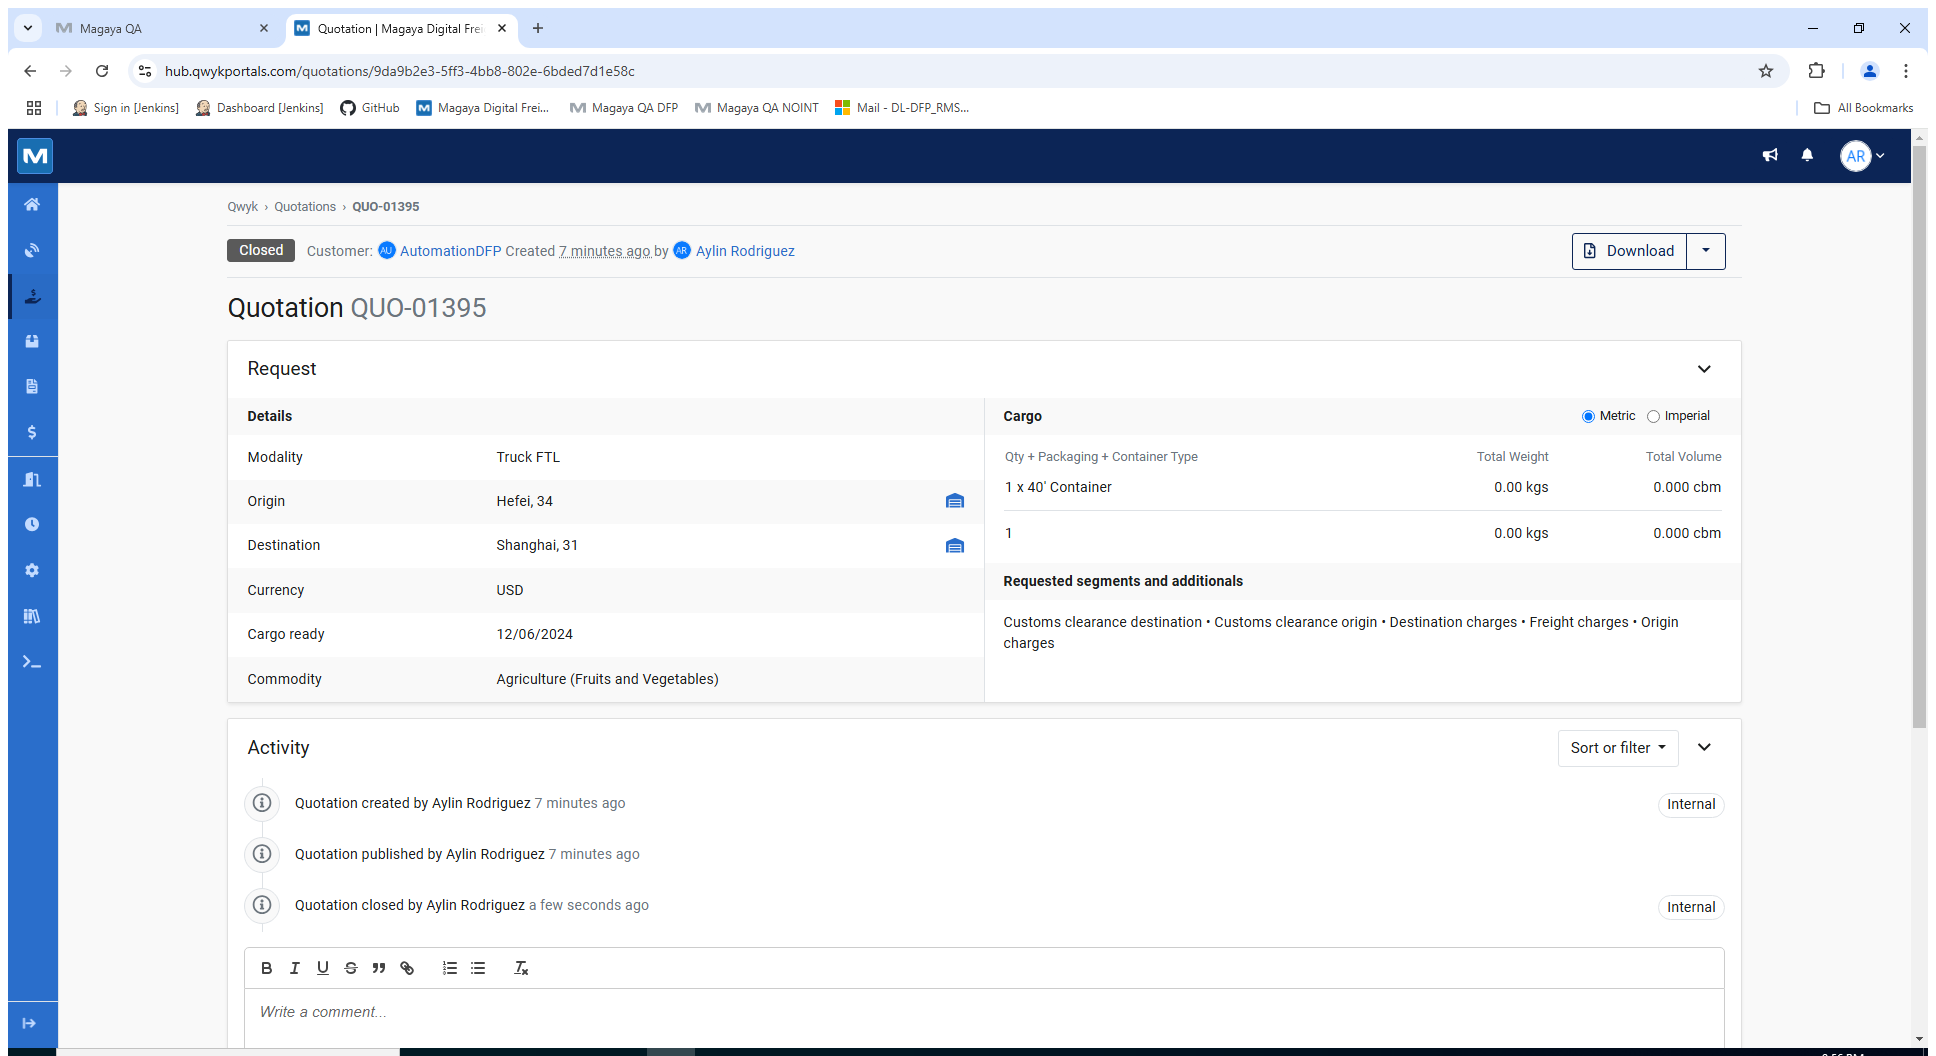 Magaya QA
Quotation | Magaya Digital Frei
hub.qwykportals.com/quotations/9da9b2e3-5ff3-4bb8-802e-6bded7d1e58c
Sign in [Jenkins]
Dashboard [Jenkins]
GitHub
Magaya Digital Frei...
Magaya QA DFP
Magaya QA NOINT
Mail - DL-DFP_RMS...
All Bookmarks
AR
Qwyk › Quotations › QUO-01395
Closed
Customer: AU AutomationDFP Created 7 minutes ago by AR Aylin Rodriguez
Download
Quotation QUO-01395
Request
Details
Modality Truck FTL
Origin Hefei, 34
Destination Shanghai, 31
Currency USD
Cargo ready 12/06/2024
Commodity Agriculture (Fruits and Vegetables)
Cargo
Metric Imperial
Qty + Packaging + Container Type Total Weight Total Volume
1 x 40' Container 0.00 kgs 0.000 cbm
1 0.00 kgs 0.000 cbm
Requested segments and additionals
Customs clearance destination • Customs clearance origin • Destination charges • Freight charges • Origin
charges
Activity
Sort or filter
Quotation created by Aylin Rodriguez 7 minutes ago Internal
Quotation published by Aylin Rodriguez 7 minutes ago
Quotation closed by Aylin Rodriguez a few seconds ago Internal
Write a comment...